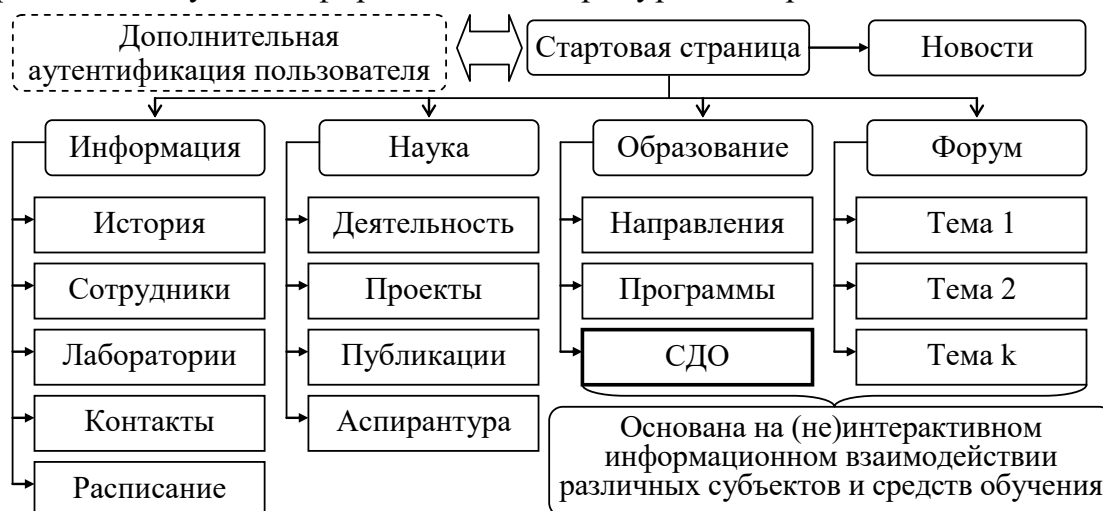 Дополнительная
аутентификация пользователя
Стартовая страница
Новости
Информация
Наука
Образование
Форум
История
Деятельность
Направления
Тема 1
Сотрудники
Проекты
Программы
Тема 2
Лаборатории
Публикации
СДО
Тема k
Контакты
Аспирантура
Расписание
Основана на (не)интерактивном
информационном взаимодействии
различных субъектов и средств обучения